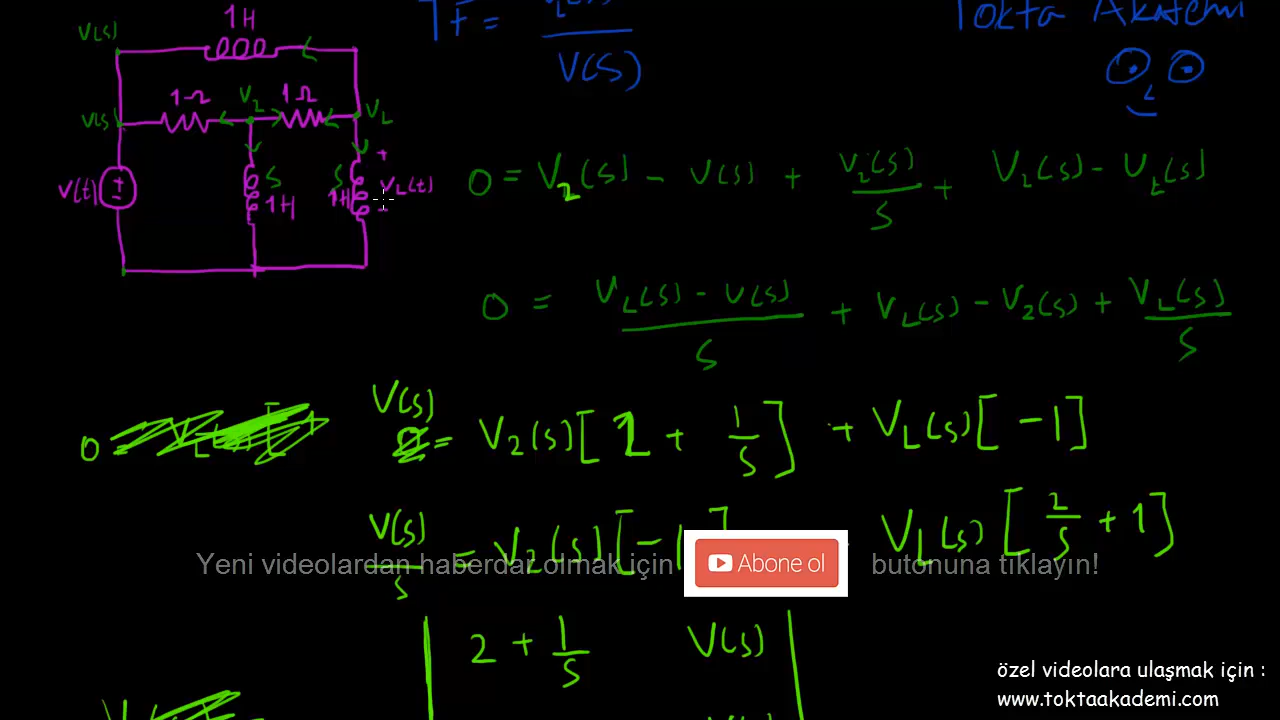 1H
V(s)
TF = V(s)
Tokta Akademi
1Ω V2 1Ω
V(s) VL
v(t) + - S 1H S 1H + VL(t) -
0 = V2(s) - V(s) + V2(s)/S + V2(s) - VL(s)
0 = VL(s) - V(s)/S + VL(s) - V2(s) + VL(s)/S
0 V(s) = V2(s)[2 + 1/S] + VL(s)[-1]
V(s)/S = V2(s)[-1] VL(s)[2/S + 1]
Yeni videolardan haberdar olmak için Abone ol butonuna tıklayın!
2 + 1/S V(s)
özel videolara ulaşmak için :
www.toktaakademi.com